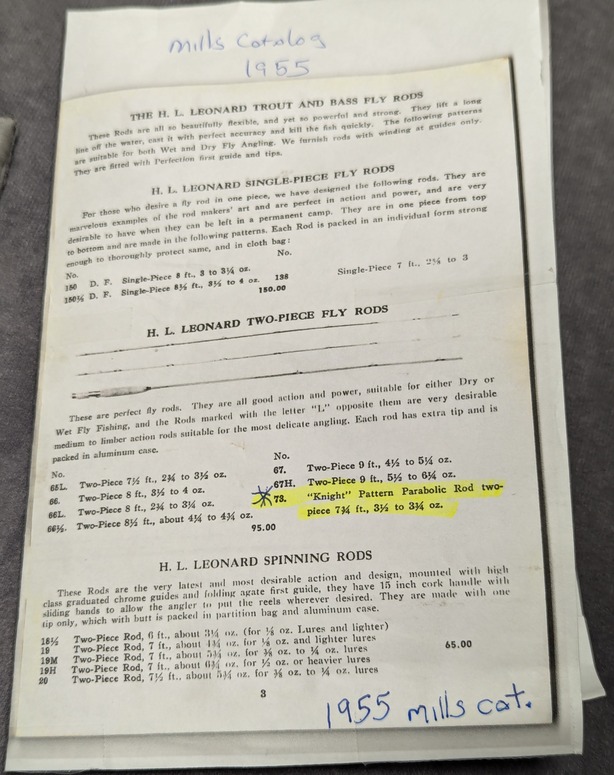 mills Catalog
1955
THE H. L. LEONARD TROUT AND BASS FLY RODS
These Rods are all so beautifully flexible, and yet so powerful and strong. They lift a long
line off the water, cast it with perfect accuracy and kill the fish quickly. The following patterns
are suitable for both Wet and Dry Fly Angling. We furnish rods with winding at guides only.
They are fitted with Perfection first guide and tips.
H. L. LEONARD SINGLE-PIECE FLY RODS
For those who desire a fly rod in one piece, we have designed the following rods. They are
marvelous examples of the rod makers' art and are perfect in action and power, and are very
desirable to have when they can be left in a permanent camp. They are in one piece from top
to bottom and are made in the following patterns. Each Rod is packed in an individual form strong
enough to thoroughly protect same, and in cloth bag:
No. No.
150 D. F. Single-Piece 8 ft., 3 to 3¼ oz. 138 Single-Piece 7 ft., 2⅝ to 3
150½ D. F. Single-Piece 8½ ft., 3½ to 4 oz. 150.00
H. L. LEONARD TWO-PIECE FLY RODS
These are perfect fly rods. They are all good action and power, suitable for either Dry or
Wet Fly Fishing, and the Rods marked with the letter "L" opposite them are very desirable
medium to limber action rods suitable for the most delicate angling. Each rod has extra tip and is
packed in aluminum case.
No. No.
65L. Two-Piece 7½ ft., 2¾ to 3½ oz. 67. Two-Piece 9 ft., 4½ to 5¼ oz.
66. Two-Piece 8 ft., 3½ to 4 oz. 67H. Two-Piece 9 ft., 5½ to 6¼ oz.
66L. Two-Piece 8 ft., 2¾ to 3¼ oz. 73. "Knight" Pattern Parabolic Rod two-
66½. Two-Piece 8½ ft., about 4¼ to 4¾ oz. piece 7¾ ft., 3½ to 3¾ oz.
95.00
H. L. LEONARD SPINNING RODS
These Rods are the very latest and most desirable action and design, mounted with high
class graduated chrome guides and folding agate first guide, they have 15 inch cork handle with
sliding bands to allow the angler to put the reels wherever desired. They are made with one
tip only, which with butt is packed in partition bag and aluminum case.
18½ Two-Piece Rod, 6 ft., about 3¼ oz. (for ⅛ oz. Lures and lighter)
19 Two-Piece Rod, 7 ft., about 4¾ oz. for ⅛ oz. and lighter lures
19M Two-Piece Rod, 7 ft., about 5¾ oz. for ⅜ oz. to ¼ oz. lures 65.00
19H Two-Piece Rod, 7 ft., about 6¾ oz. for ½ oz. or heavier lures
20 Two-Piece Rod, 7½ ft., about 5¾ oz. for ⅜ oz. to ¼ oz. lures
3
1955 mills cat.